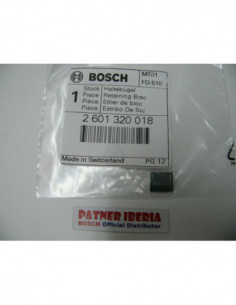 BOSCH
MT01
FD 510
1
Stück Haltebügel
Piece Retaining Brac
Pièce Etrier de bloc
Pieza Estribo De Suj
2 601 320 018
Made in Switzerland
PG 12
PATNER IBERIA
BOSCH Official Distributor